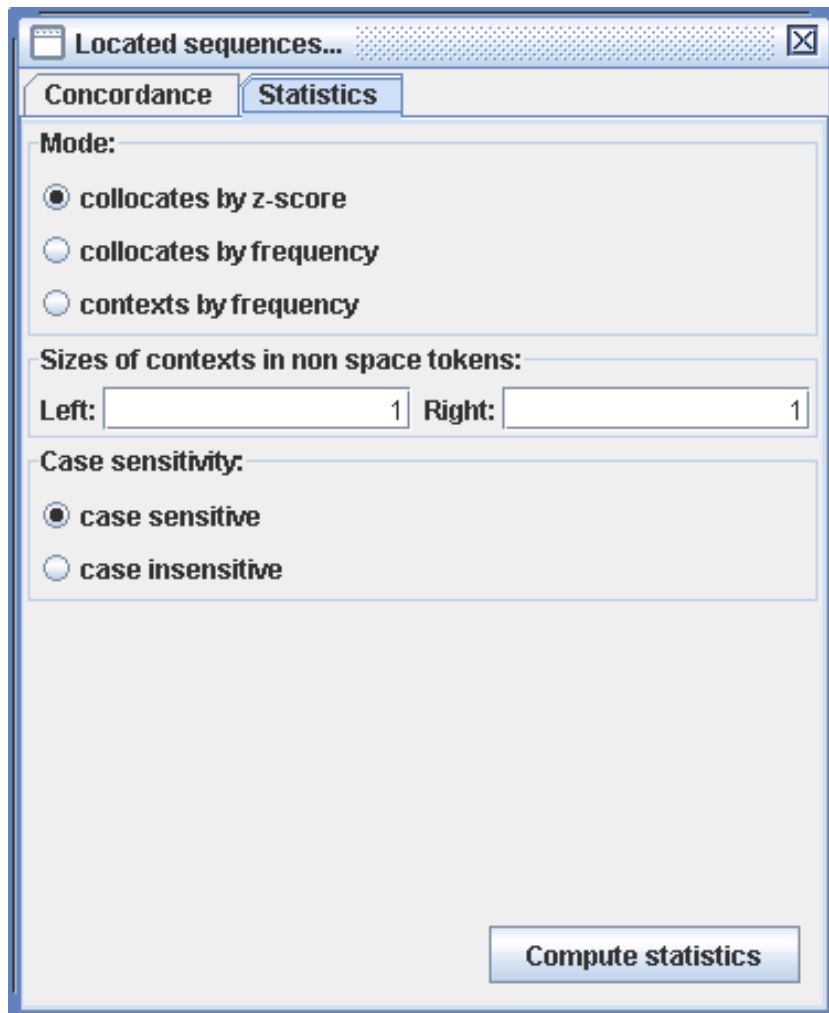 Located sequences...
Concordance Statistics
Mode:
collocates by z-score
collocates by frequency
contexts by frequency
Sizes of contexts in non space tokens:
Left: 1 Right: 1
Case sensitivity:
case sensitive
case insensitive
Compute statistics